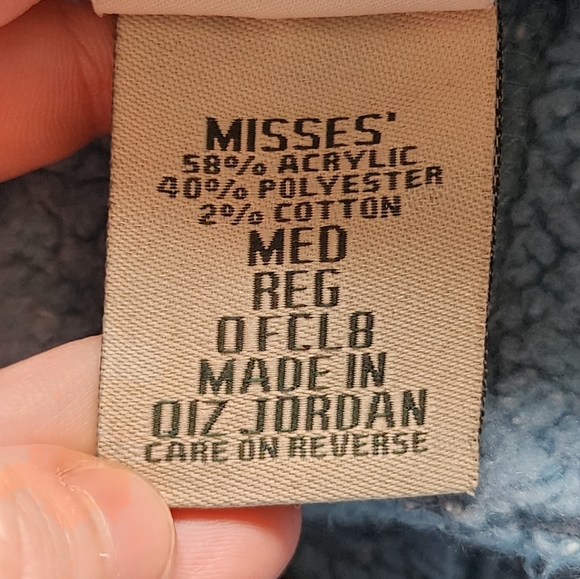 MISSES'
58% ACRYLIC
40% POLYESTER
2% COTTON
MED
REG
0FCL8
MADE IN
QIZ JORDAN
CARE ON REVERSE